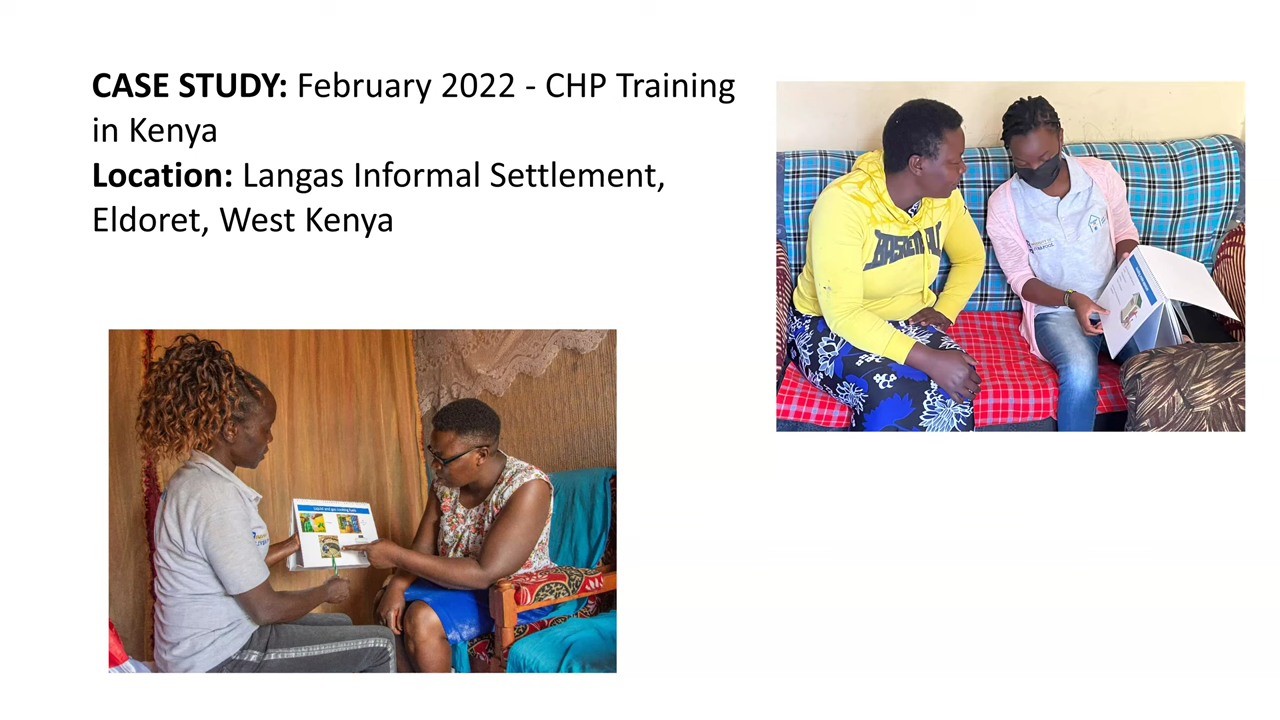 CASE STUDY: February 2022 - CHP Training
in Kenya
Location: Langas Informal Settlement,
Eldoret, West Kenya